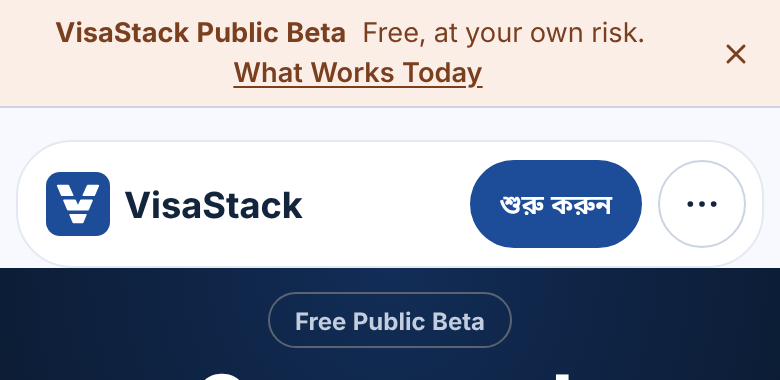 VisaStack Public Beta Free, at your own risk.
What Works Today
VisaStack
শুরু করুন
Free Public Beta